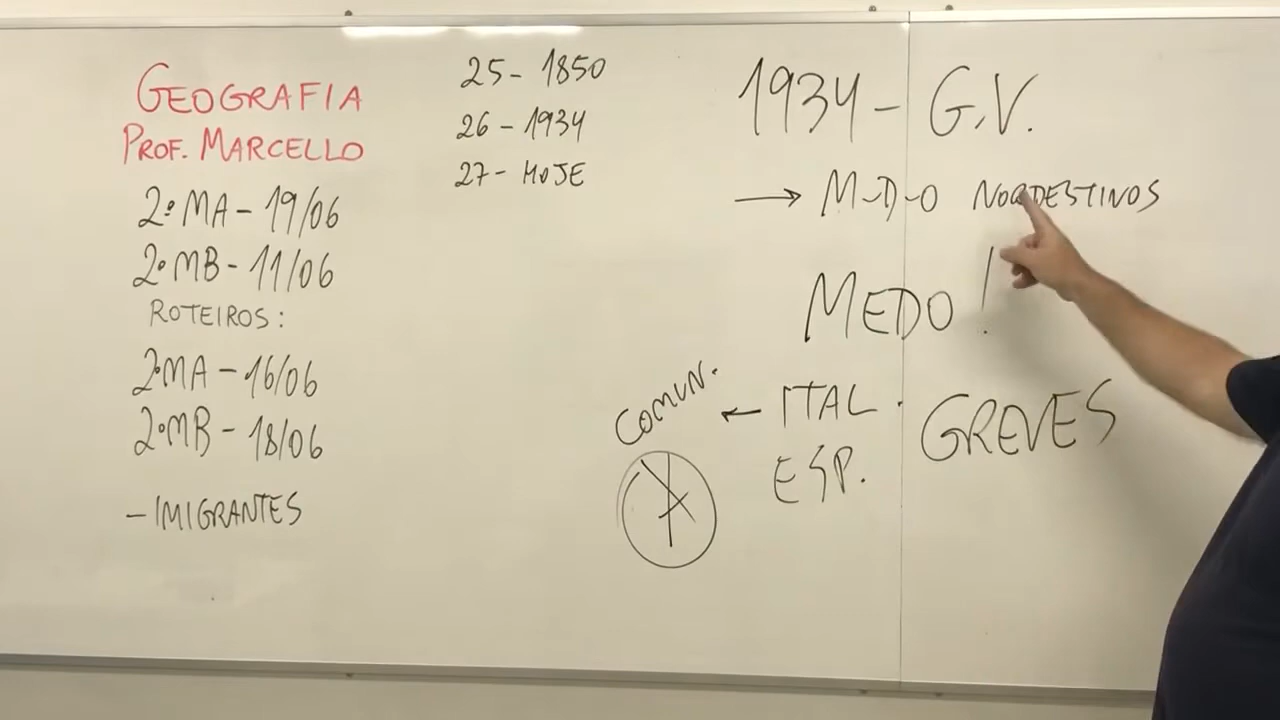 GEOGRAFIA
PROF. MARCELLO
2º MA - 19/06
2º MB - 11/06
ROTEIROS:
2ºMA - 16/06
2ºMB - 18/06
- IMIGRANTES
25 - 1850
26 - 1934
27 - HOJE
1934 - G.V.
→ M-D-O NORDESTINOS
MEDO!
COMUN. ← ITAL. GREVES
ESP.